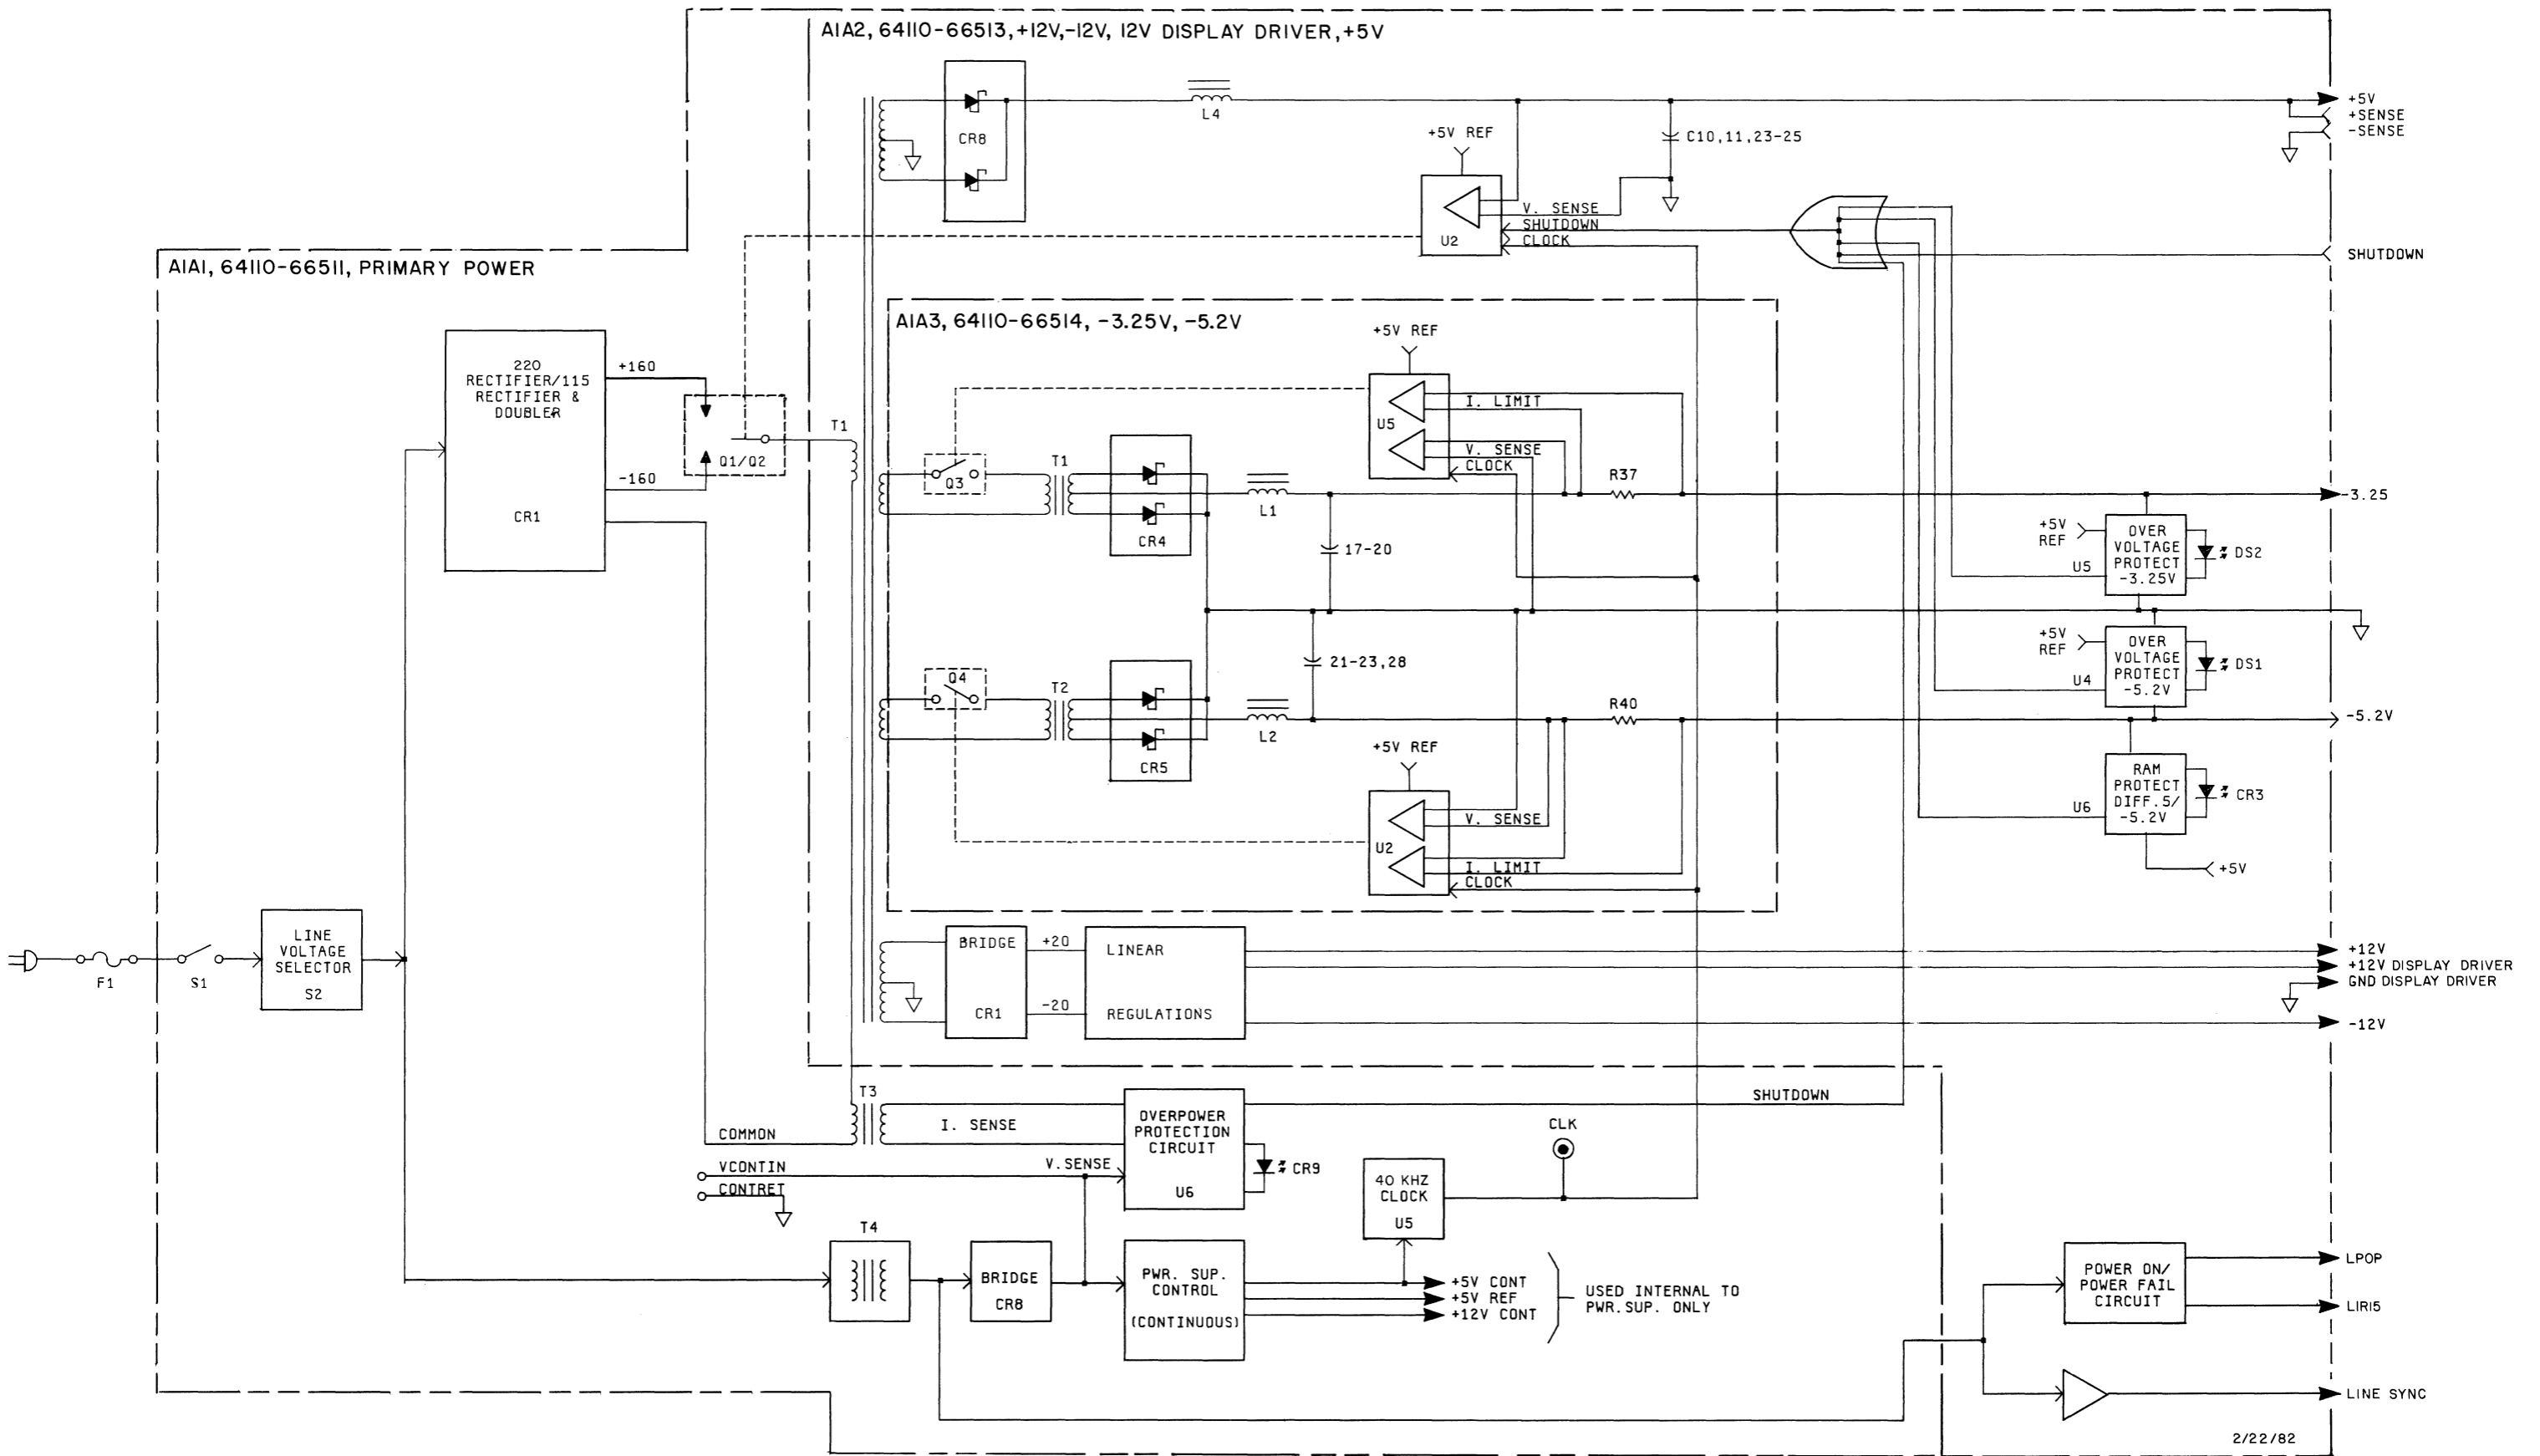 A1A2, 64110-66513,+12V,-12V, 12V DISPLAY DRIVER,+5V
CR8
L4
+5V REF
C10,11,23-25
+5V
+SENSE
-SENSE
V. SENSE
SHUTDOWN
CLOCK
U2
SHUTDOWN
A1A1, 64110-66511, PRIMARY POWER
220
RECTIFIER/115
RECTIFIER &
DOUBLER
CR1
+160
-160
Q1/Q2
T1
A1A3, 64110-66514, -3.25V, -5.2V
+5V REF
I. LIMIT
U5
V. SENSE
CLOCK
Q3
T1
CR4
L1
R37
17-20
-3.25
+5V
REF
OVER
VOLTAGE
PROTECT
-3.25V
U5
DS2
+5V
REF
OVER
VOLTAGE
PROTECT
-5.2V
U4
DS1
Q4
T2
CR5
L2
21-23,28
R40
-5.2V
+5V REF
V. SENSE
U2
I. LIMIT
CLOCK
RAM
PROTECT
DIFF.5/
-5.2V
U6
CR3
+5V
F1
S1
LINE
VOLTAGE
SELECTOR
S2
BRIDGE
CR1
+20
-20
LINEAR
REGULATIONS
+12V
+12V DISPLAY DRIVER
GND DISPLAY DRIVER
-12V
T3
COMMON
I. SENSE
OVERPOWER
PROTECTION
CIRCUIT
U6
SHUTDOWN
CR9
VCONTIN
V.SENSE
CONTRET
CLK
40 KHZ
CLOCK
U5
T4
BRIDGE
CR8
PWR. SUP.
CONTROL
(CONTINUOUS)
+5V CONT
+5V REF
+12V CONT
USED INTERNAL TO
PWR.SUP. ONLY
POWER ON/
POWER FAIL
CIRCUIT
LPOP
LIRI5
LINE SYNC
2/22/82